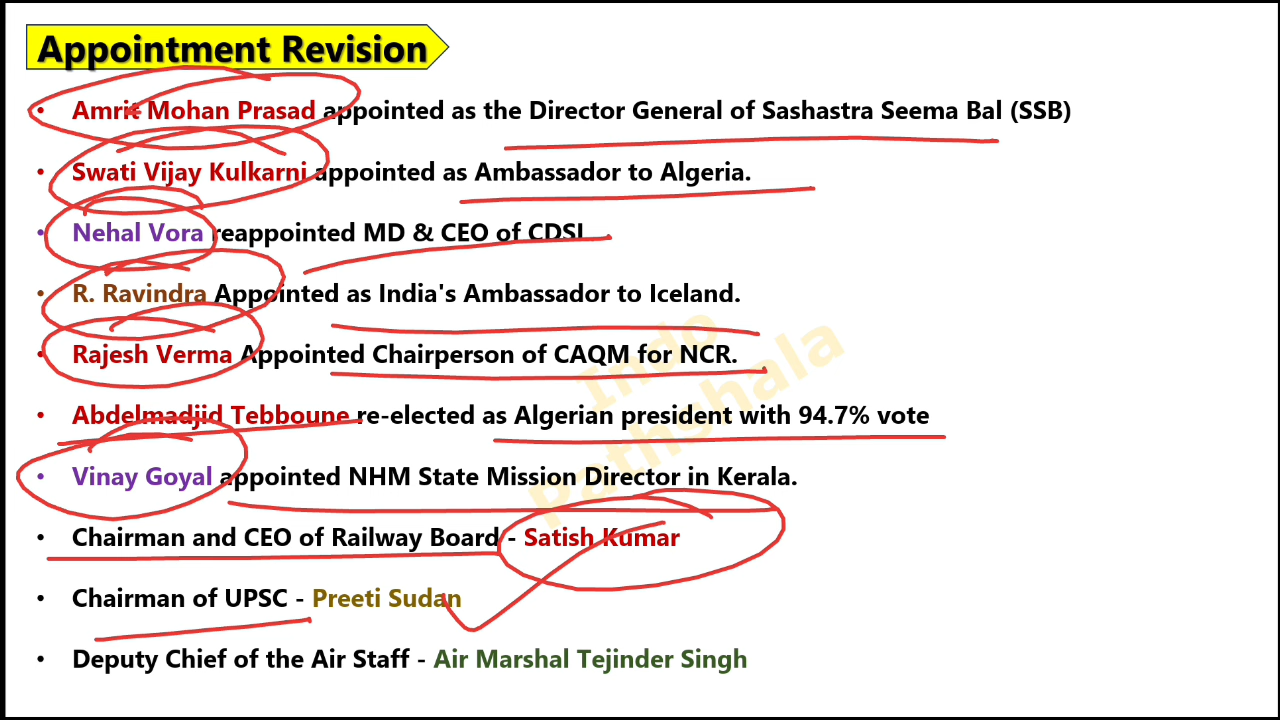 Appointment Revision
• Amrit Mohan Prasad appointed as the Director General of Sashastra Seema Bal (SSB)
• Swati Vijay Kulkarni appointed as Ambassador to Algeria.
• Nehal Vora reappointed MD & CEO of CDSL
• R. Ravindra Appointed as India's Ambassador to Iceland.
• Rajesh Verma Appointed Chairperson of CAQM for NCR.
• Abdelmadjid Tebboune re-elected as Algerian president with 94.7% vote
• Vinay Goyal appointed NHM State Mission Director in Kerala.
• Chairman and CEO of Railway Board - Satish Kumar
• Chairman of UPSC - Preeti Sudan
• Deputy Chief of the Air Staff - Air Marshal Tejinder Singh
Indo
Pathshala